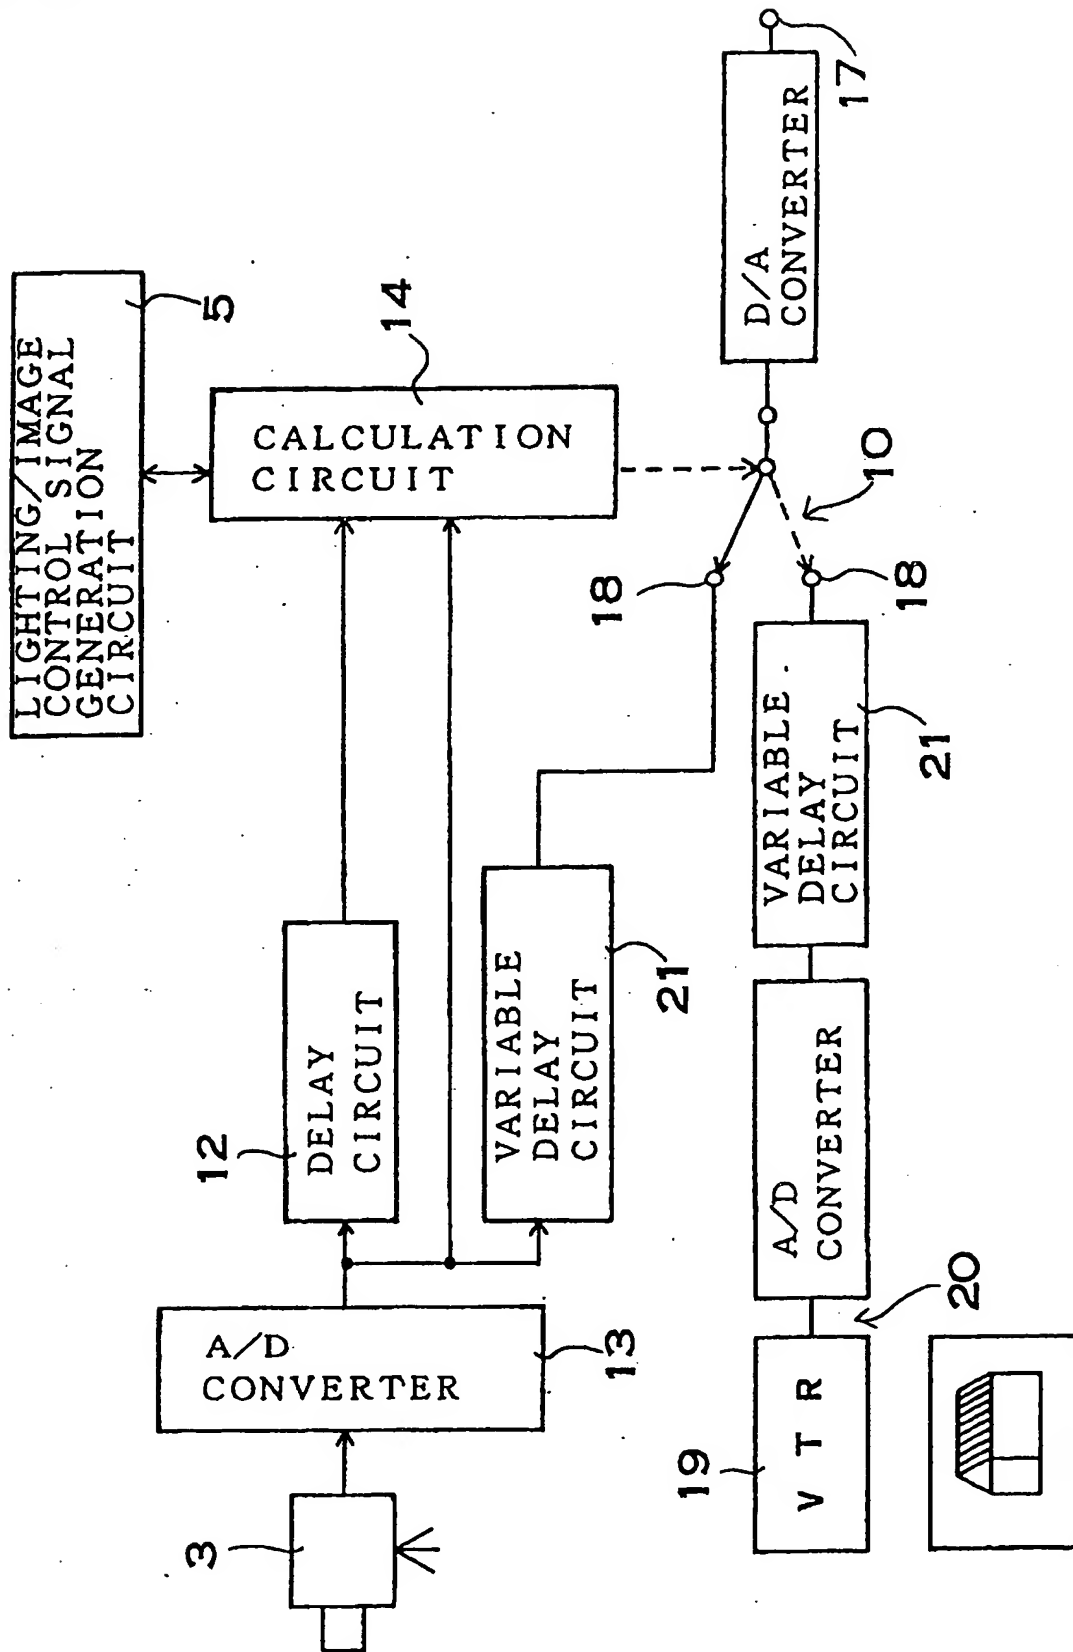 LIGHTING/IMAGE
CONTROL SIGNAL
GENERATION
CIRCUIT
5
CALCULATION
CIRCUIT
14
D/A
CONVERTER
17
10
18
18
12
DELAY
CIRCUIT
VARIABLE
DELAY
CIRCUIT
21
VARIABLE
DELAY
CIRCUIT
21
A/D
CONVERTER
13
A/D
CONVERTER
20
3
19
VTR